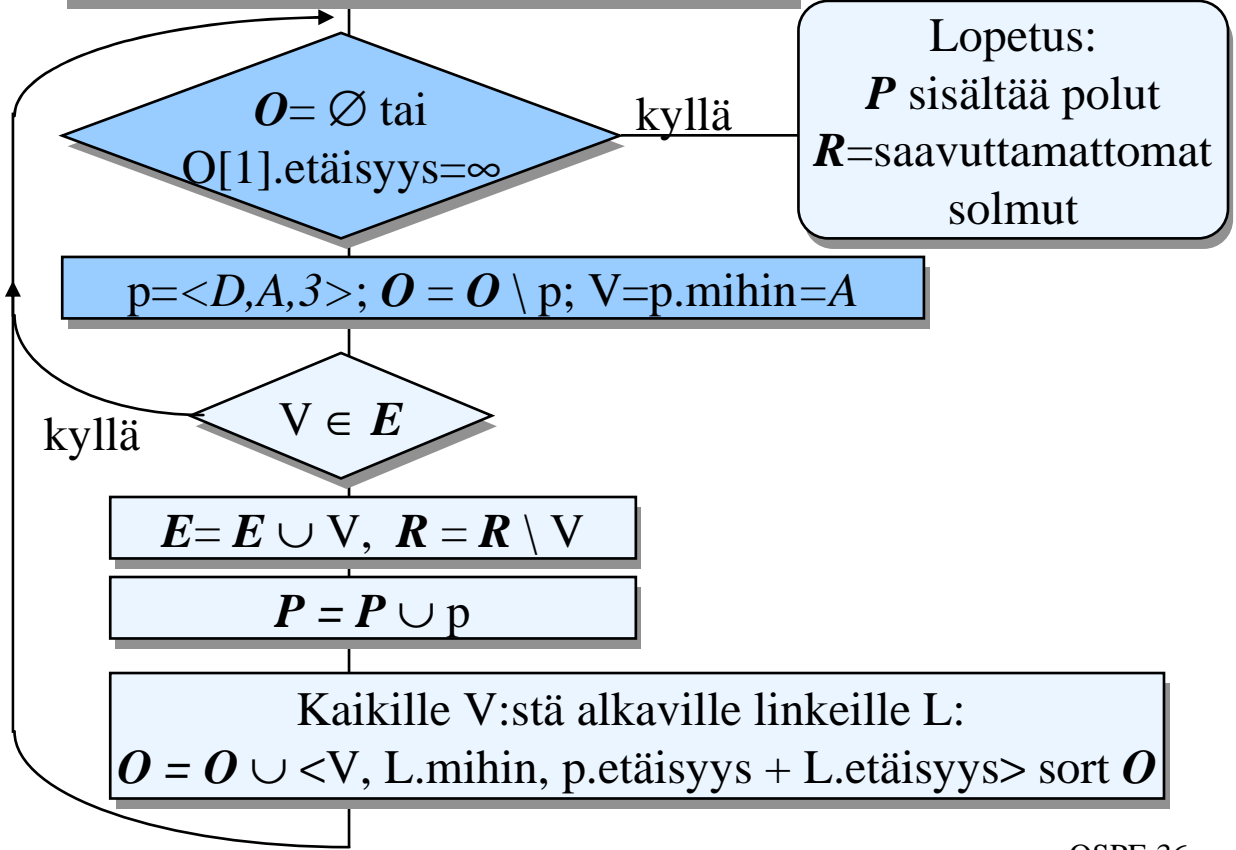 O= ∅ tai
O[1].etäisyys=∞
kyllä
Lopetus:
P sisältää polut
R=saavuttamattomat
solmut
p=<D,A,3>; O = O \ p; V=p.mihin=A
V ∈ E
kyllä
E= E ∪ V, R = R \ V
P = P ∪ p
Kaikille V:stä alkaville linkeille L:
O = O ∪ <V, L.mihin, p.etäisyys + L.etäisyys> sort O